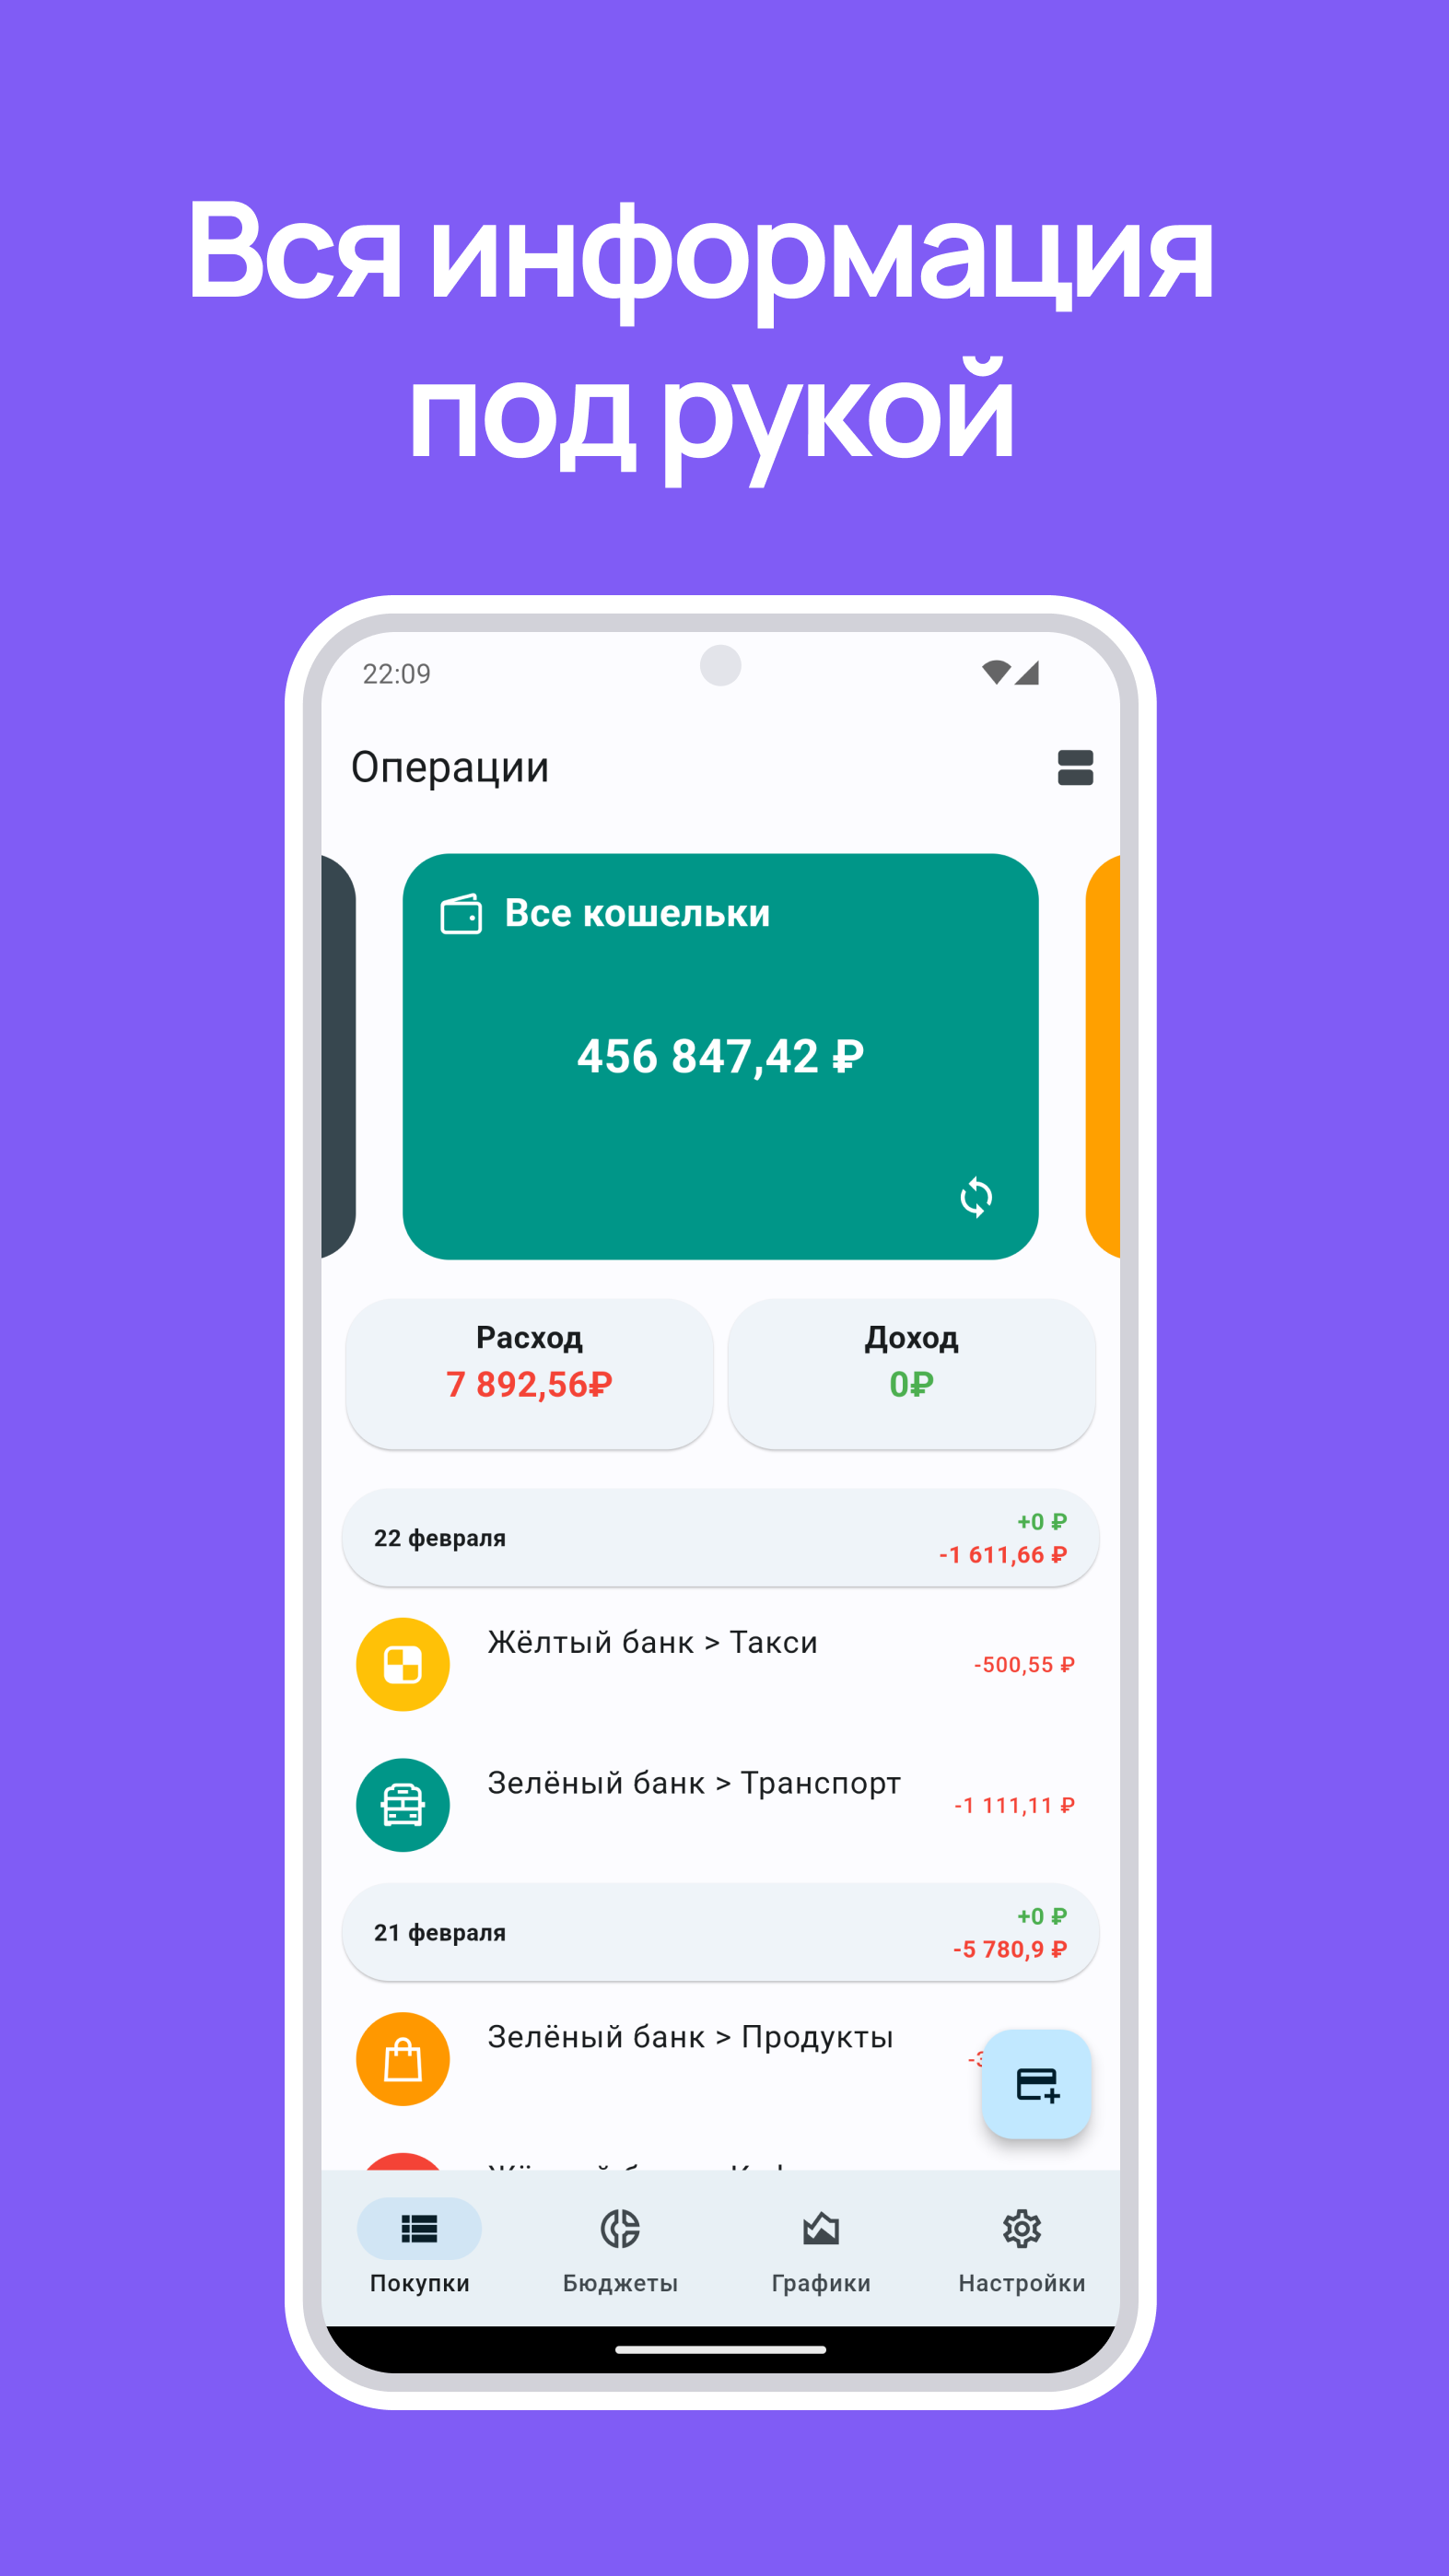 Вся информация
под рукой
22:09
Операции
Все кошельки
456 847,42 ₽
Расход
7 892,56₽
Доход
0₽
22 февраля
+0 ₽
-1 611,66 ₽
Жёлтый банк > Такси
-500,55 ₽
Зелёный банк > Транспорт
-1 111,11 ₽
21 февраля
+0 ₽
-5 780,9 ₽
Зелёный банк > Продукты
Покупки
Бюджеты
Графики
Настройки